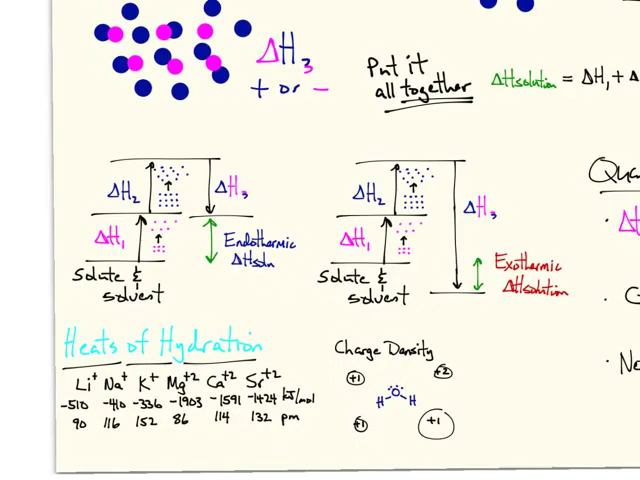 ΔH₃
+ or -
Put it
all together
ΔHsolution = ΔH₁ +
ΔH₂
ΔH₃
ΔH₁
Endothermic
ΔHsoln
Solute &
solvent
ΔH₂
ΔH₃
ΔH₁
Exothermic
ΔHsolution
Solute &
solvent
Heats of Hydration
Li⁺ Na⁺ K⁺ Mg⁺² Ca⁺² Sr⁺²
-510 -410 -336 -1903 -1591 -1424 kJ/mol
90 116 152 86 114 132 pm
Charge Density
+1 +2
H O H
+1 +1